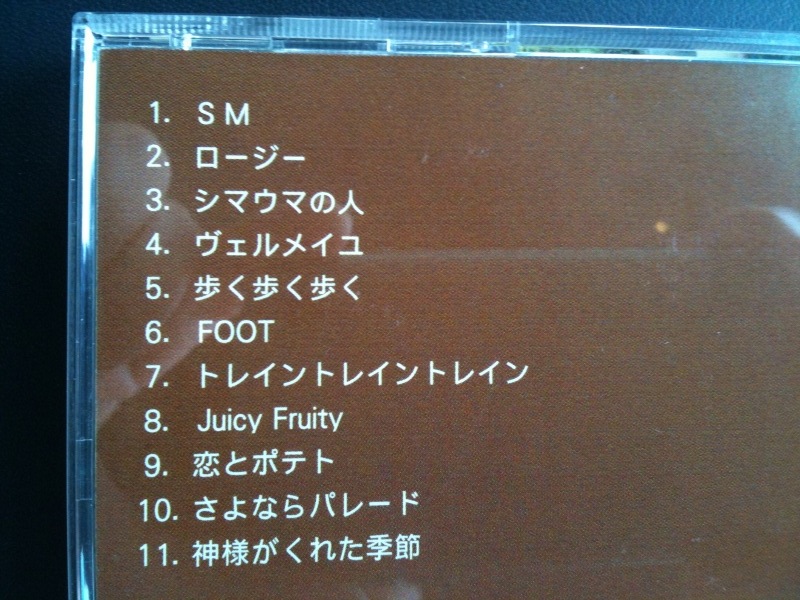 1. S M
2. ロージー
3. シマウマの人
4. ヴェルメイユ
5. 歩く歩く歩く
6. FOOT
7. トレイントレイントレイン
8. Juicy Fruity
9. 恋とポテト
10. さよならパレード
11. 神様がくれた季節